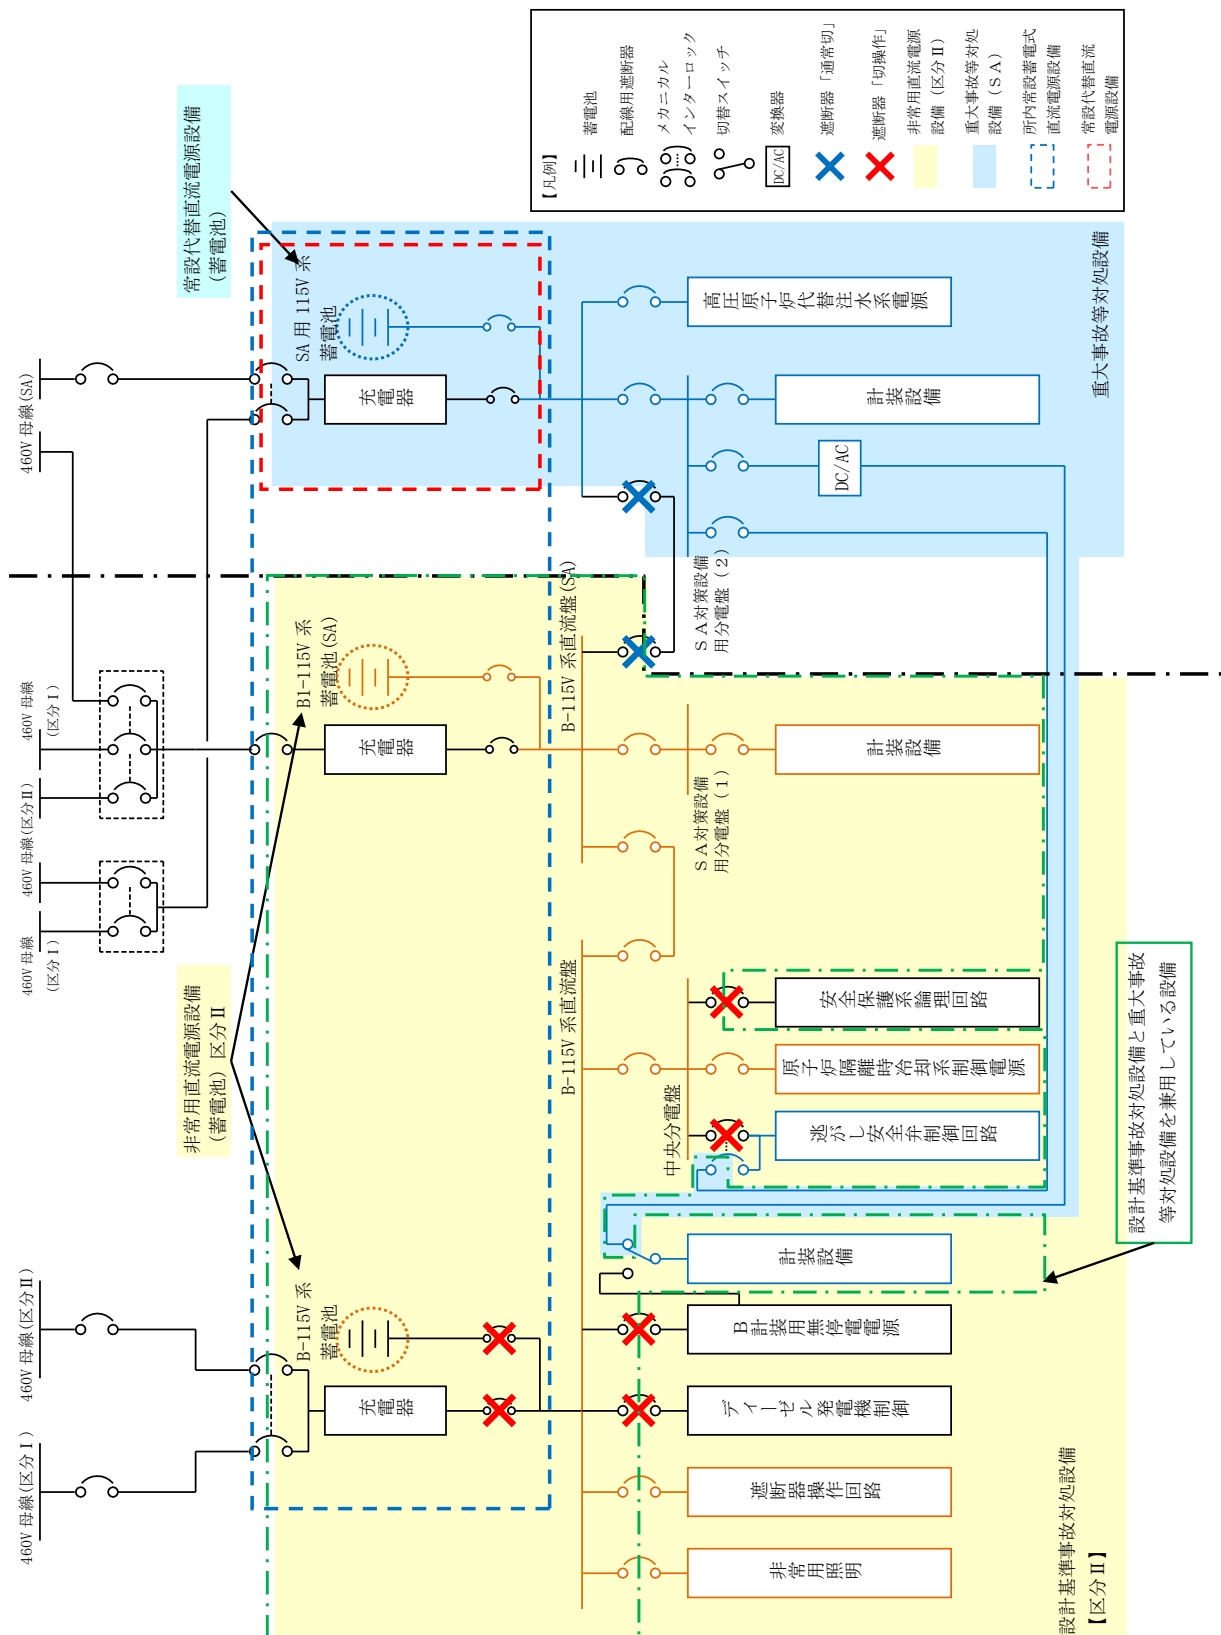 【凡例】
蓄電池
配線用遮断器
メカニカル
インターロック
切替スイッチ
DC/AC
変換器
遮断器「通常切」
遮断器「切操作」
非常用直流電源
設備（区分Ⅱ）
重大事故等対処
設備（ＳＡ）
所内常設蓄電式
直流電源設備
常設代替直流
電源設備
常設代替直流電源設備
（蓄電池）
非常用直流電源設備
（蓄電池）区分Ⅱ
460V 母線(SA)
460V 母線
(区分Ⅰ)
460V 母線(区分Ⅱ)
460V 母線(区分Ⅱ)
460V 母線
(区分Ⅰ)
460V 母線(区分Ⅱ)
460V 母線(区分Ⅰ)
SA 用 115V 系
蓄電池
充電器
B1-115V 系
蓄電池(SA)
充電器
B-115V 系
蓄電池
充電器
B-115V 系直流盤(SA)
B-115V 系直流盤
ＳＡ対策設備
用分電盤（２）
ＳＡ対策設備
用分電盤（１）
中央分電盤
高圧原子炉代替注水系電源
計装設備
DC/AC
計装設備
安全保護系論理回路
原子炉隔離時冷却系制御電源
逃がし安全弁制御回路
計装設備
B計装用無停電電源
ディーゼル発電機制御
遮断器操作回路
非常用照明
重大事故等対処設備
設計基準事故対処設備と重大事故
等対処設備を兼用している設備
設計基準事故対処設備
【区分Ⅱ】